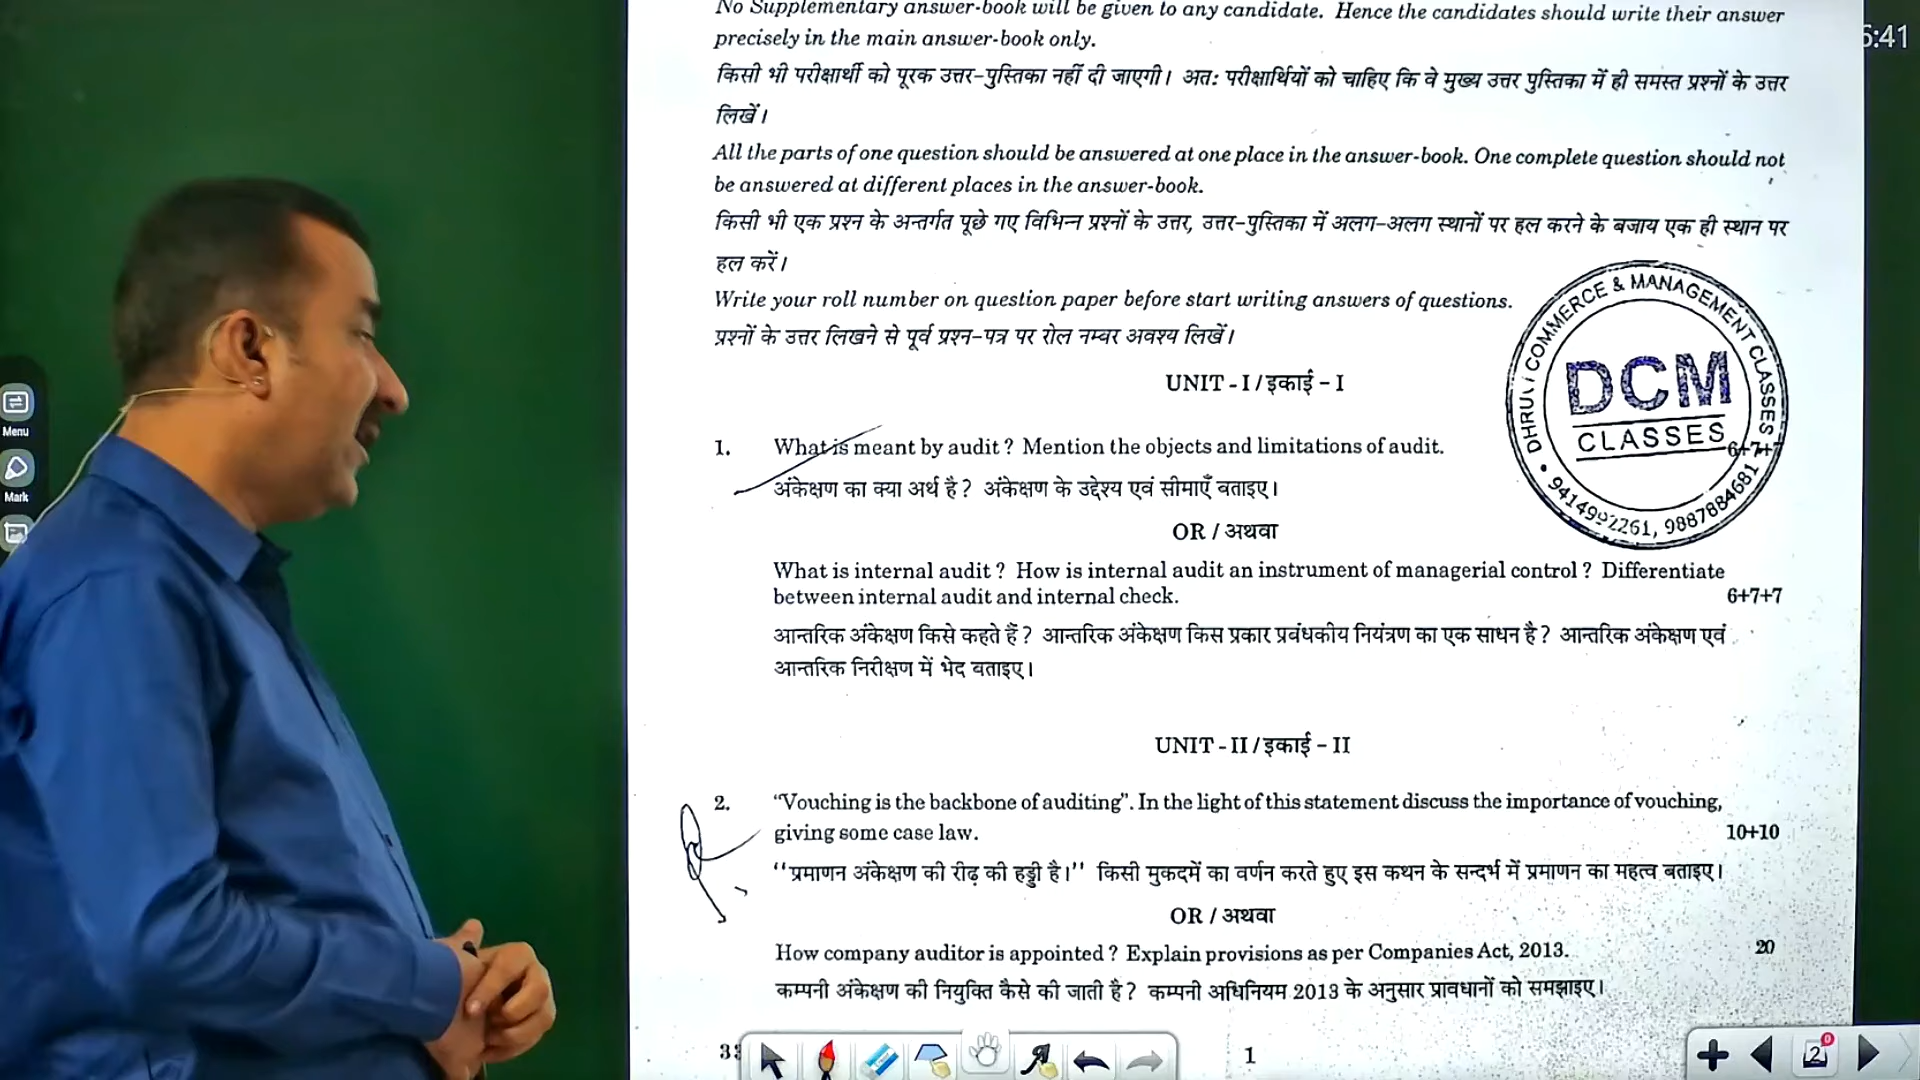 No Supplementary answer-book will be given to any candidate. Hence the candidates should write their answer
precisely in the main answer-book only.
किसी भी परीक्षार्थी को पूरक उत्तर-पुस्तिका नहीं दी जाएगी। अतः परीक्षार्थियों को चाहिए कि वे मुख्य उत्तर पुस्तिका में ही समस्त प्रश्नों के उत्तर
लिखें।
All the parts of one question should be answered at one place in the answer-book. One complete question should not
be answered at different places in the answer-book.
किसी भी एक प्रश्न के अन्तर्गत पूछे गए विभिन्न प्रश्नों के उत्तर, उत्तर-पुस्तिका में अलग-अलग स्थानों पर हल करने के बजाय एक ही स्थान पर
हल करें।
Write your roll number on question paper before start writing answers of questions.
प्रश्नों के उत्तर लिखने से पूर्व प्रश्न-पत्र पर रोल नम्बर अवश्य लिखें।
DHRUV COMMERCE & MANAGEMENT CLASSES
DCM
CLASSES
9414992261, 9887884681
UNIT - I / इकाई - I
1. What is meant by audit ? Mention the objects and limitations of audit. 6+7+7
अंकेक्षण का क्या अर्थ है ? अंकेक्षण के उद्देश्य एवं सीमाएँ बताइए।
OR / अथवा
What is internal audit ? How is internal audit an instrument of managerial control ? Differentiate
between internal audit and internal check. 6+7+7
आन्तरिक अंकेक्षण किसे कहते हैं ? आन्तरिक अंकेक्षण किस प्रकार प्रबंधकीय नियंत्रण का एक साधन है ? आन्तरिक अंकेक्षण एवं
आन्तरिक निरीक्षण में भेद बताइए।
UNIT - II / इकाई - II
2. “Vouching is the backbone of auditing”. In the light of this statement discuss the importance of vouching,
giving some case law. 10+10
‘‘प्रमाणन अंकेक्षण की रीढ़ की हड्डी है।’’ किसी मुकदमें का वर्णन करते हुए इस कथन के सन्दर्भ में प्रमाणन का महत्व बताइए।
OR / अथवा
How company auditor is appointed ? Explain provisions as per Companies Act, 2013. 20
कम्पनी अंकेक्षण की नियुक्ति कैसे की जाती है ? कम्पनी अधिनियम 2013 के अनुसार प्रावधानों को समझाइए।
1
Menu
Mark
2
0